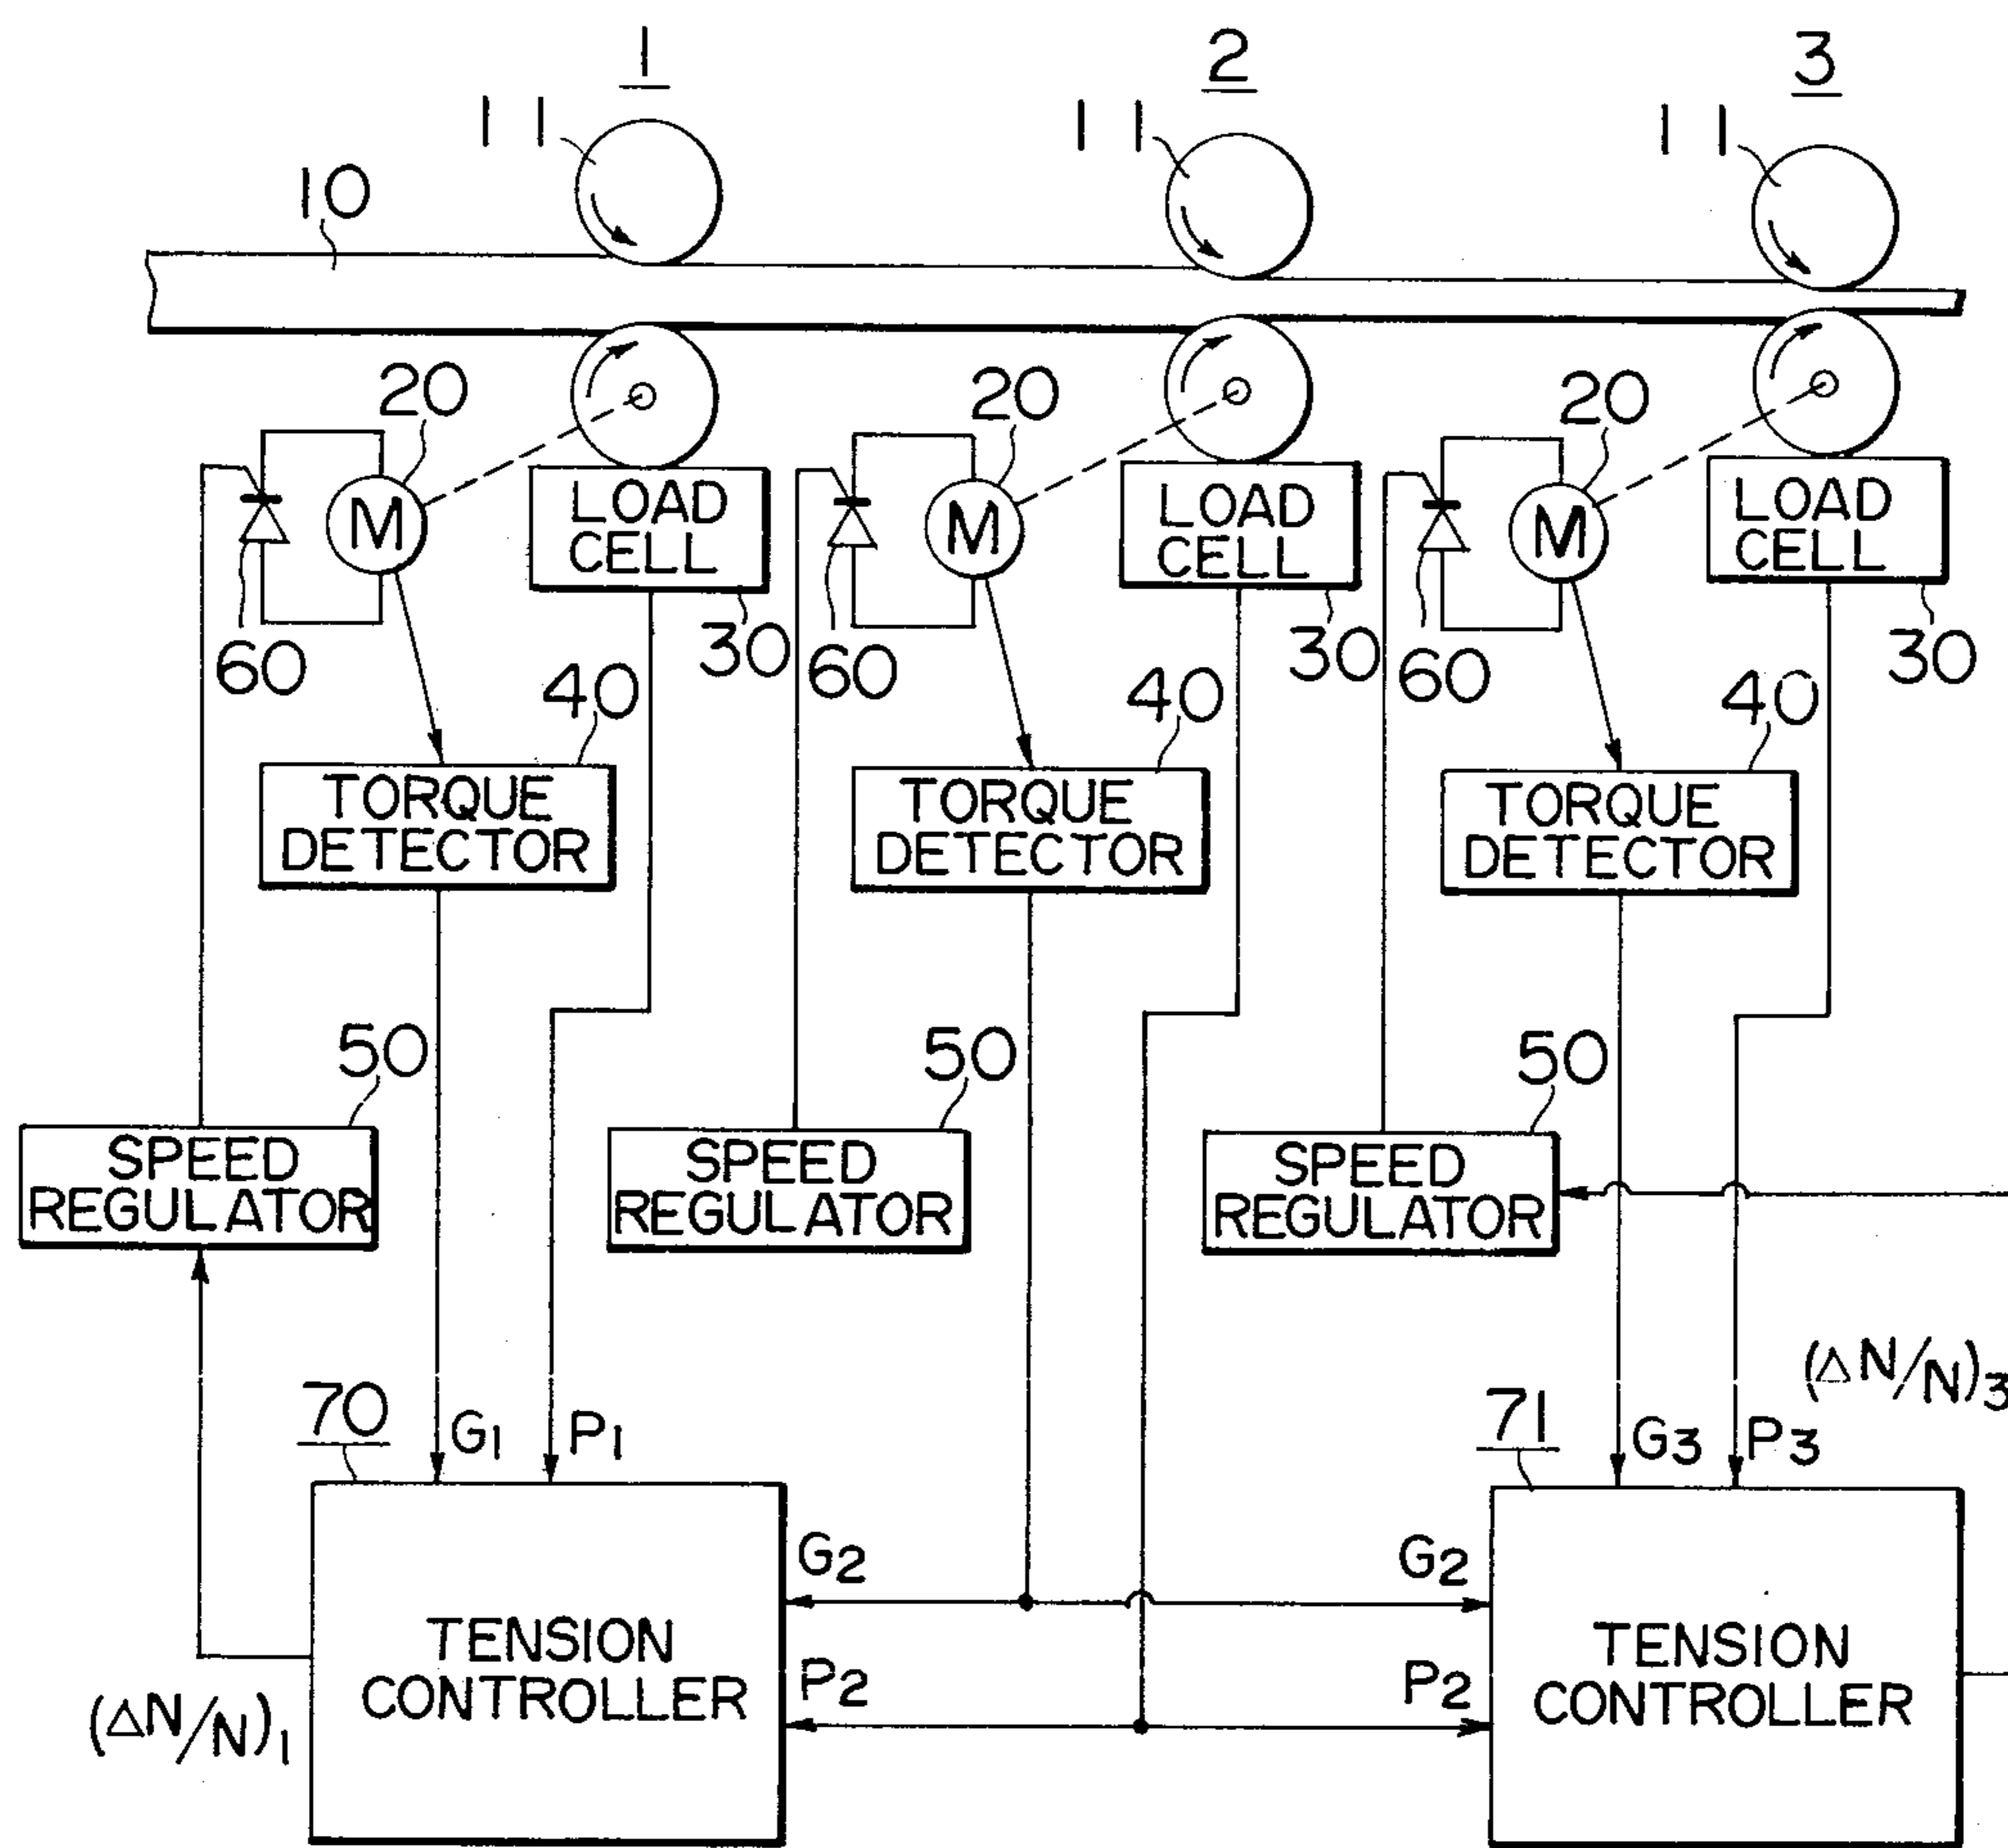 1 2 3
11 11 11
10
20 20 20
M M M
LOAD
CELL
LOAD
CELL
LOAD
CELL
60 30 60 30 60 30
40 40 40
TORQUE
DETECTOR
TORQUE
DETECTOR
TORQUE
DETECTOR
50 50 50
SPEED
REGULATOR
SPEED
REGULATOR
SPEED
REGULATOR
(ΔN/N)3
70 G1 P1 71 G3 P3
G2 G2
TENSION
CONTROLLER
P2 P2
TENSION
CONTROLLER
(ΔN/N)1